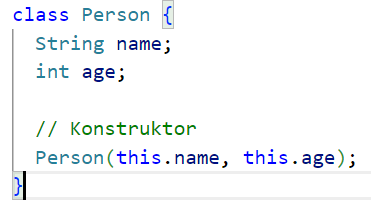 class Person {
  String name;
  int age;

  // Konstruktor
  Person(this.name, this.age);
}